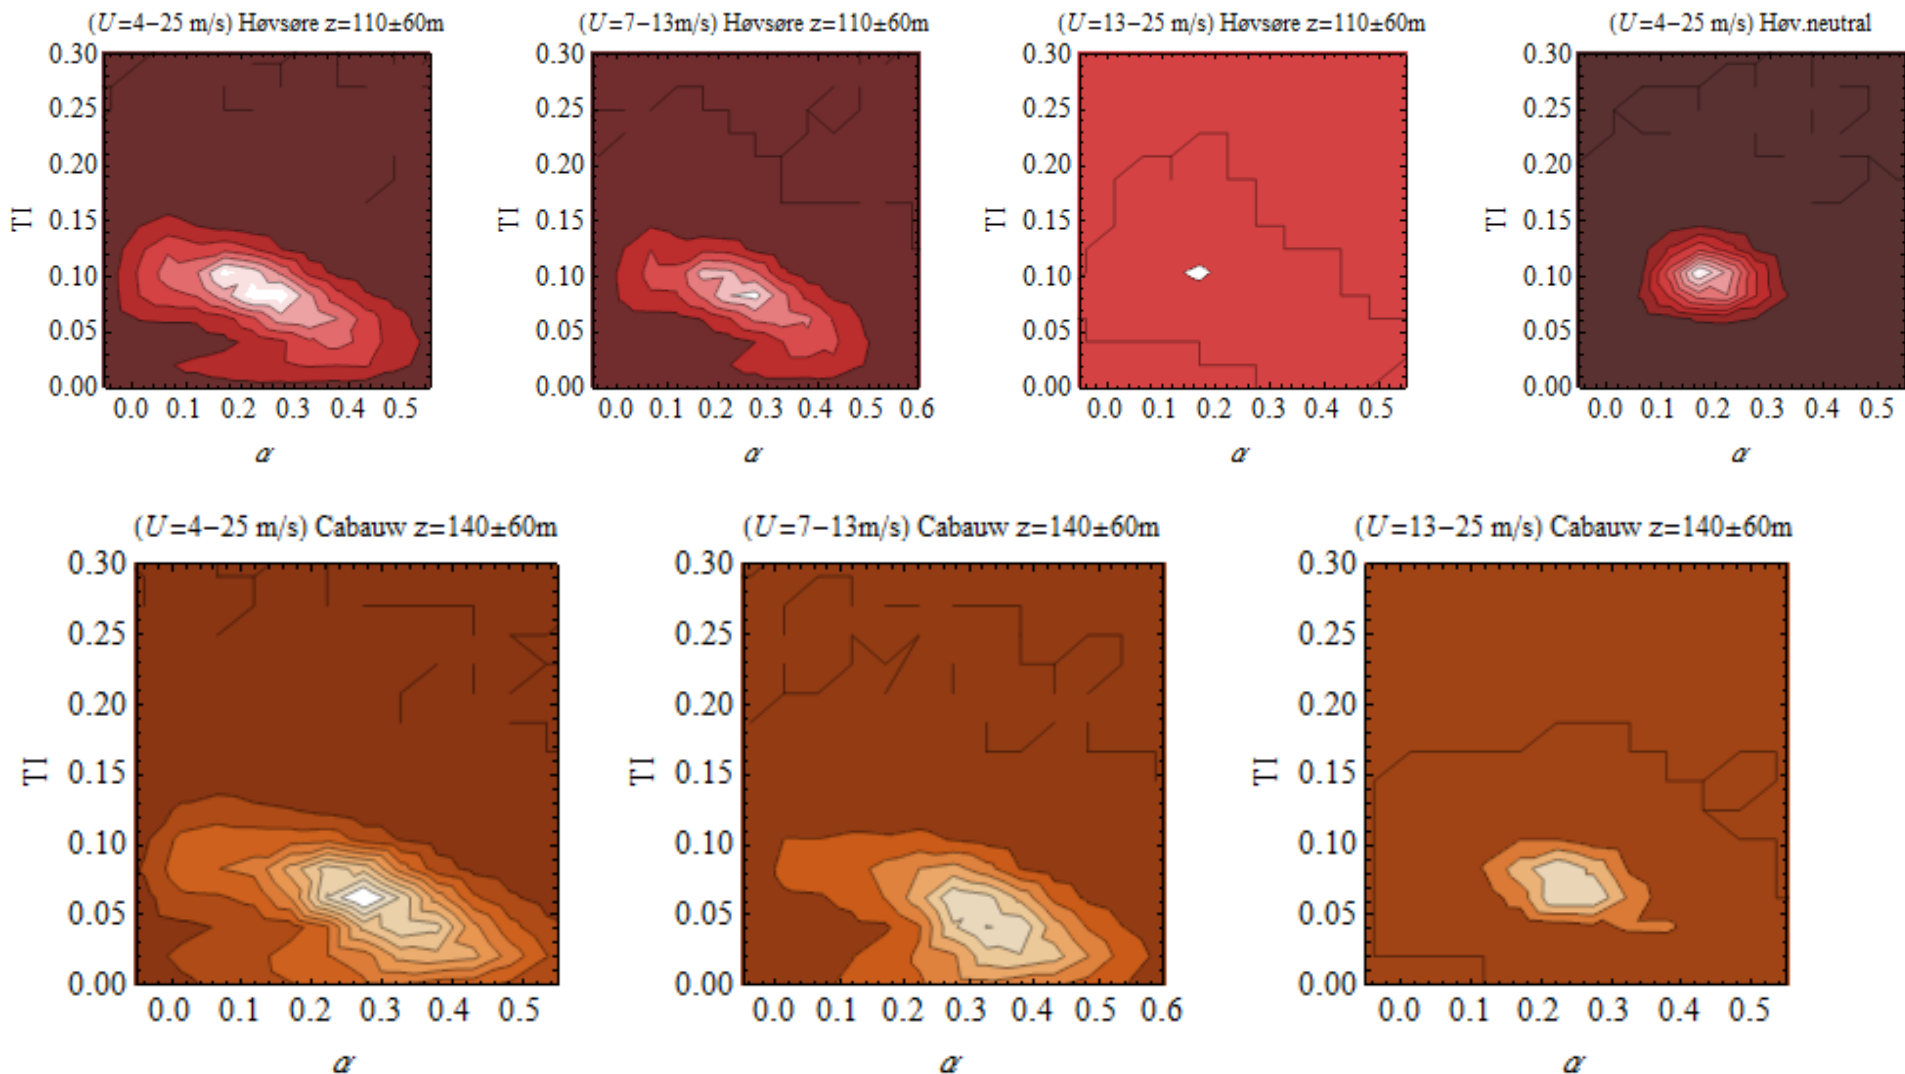 (U=4−25 m/s) Høvsøre z=110±60m
(U=7−13m/s) Høvsøre z=110±60m
(U=13−25 m/s) Høvsøre z=110±60m
(U=4−25 m/s) Høv.neutral
0.30
0.25
0.20
0.15
0.10
0.05
0.00
TI
0.0 0.1 0.2 0.3 0.4 0.5
α
0.30
0.25
0.20
0.15
0.10
0.05
0.00
TI
0.0 0.1 0.2 0.3 0.4 0.5 0.6
α
0.30
0.25
0.20
0.15
0.10
0.05
0.00
TI
0.0 0.1 0.2 0.3 0.4 0.5
α
0.30
0.25
0.20
0.15
0.10
0.05
0.00
TI
0.0 0.1 0.2 0.3 0.4 0.5
α
(U=4−25 m/s) Cabauw z=140±60m
(U=7−13m/s) Cabauw z=140±60m
(U=13−25 m/s) Cabauw z=140±60m
0.30
0.25
0.20
0.15
0.10
0.05
0.00
TI
0.0 0.1 0.2 0.3 0.4 0.5
α
0.30
0.25
0.20
0.15
0.10
0.05
0.00
TI
0.0 0.1 0.2 0.3 0.4 0.5 0.6
α
0.30
0.25
0.20
0.15
0.10
0.05
0.00
TI
0.0 0.1 0.2 0.3 0.4 0.5
α